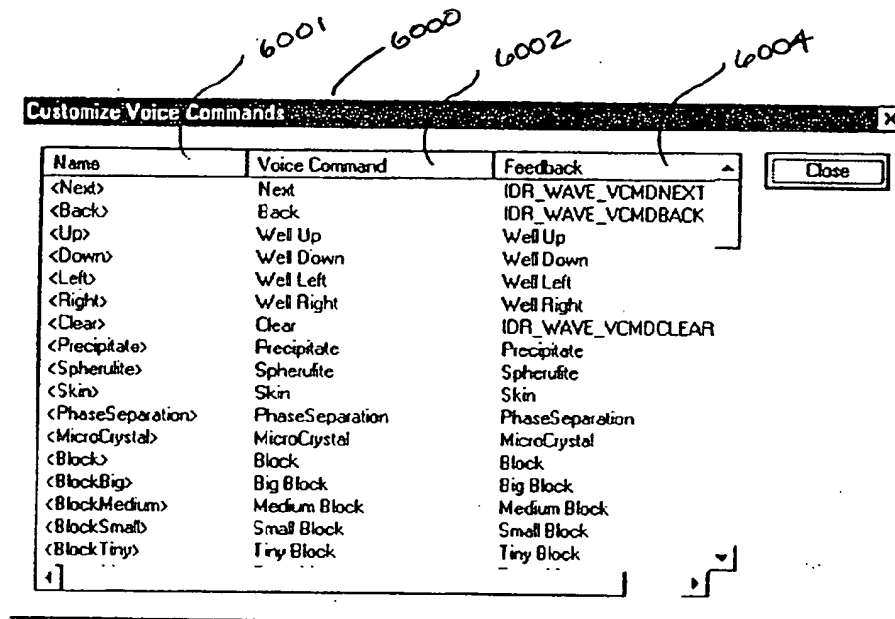 6001 6000 6002 6004
Customize Voice Commands
Name Voice Command Feedback Close
<Next> Next IDR_WAVE_VCMDNEXT
<Back> Back IDR_WAVE_VCMDBACK
<Up> Well Up Well Up
<Down> Well Down Well Down
<Left> Well Left Well Left
<Right> Well Right Well Right
<Clear> Clear IDR_WAVE_VCMDCLEAR
<Precipitate> Precipitate Precipitate
<Spherulite> Spherulite Spherulite
<Skin> Skin Skin
<PhaseSeparation> PhaseSeparation PhaseSeparation
<MicroCrystal> MicroCrystal MicroCrystal
<Block> Block Block
<BlockBig> Big Block Big Block
<BlockMedium> Medium Block Medium Block
<BlockSmall> Small Block Small Block
<BlockTiny> Tiny Block Tiny Block